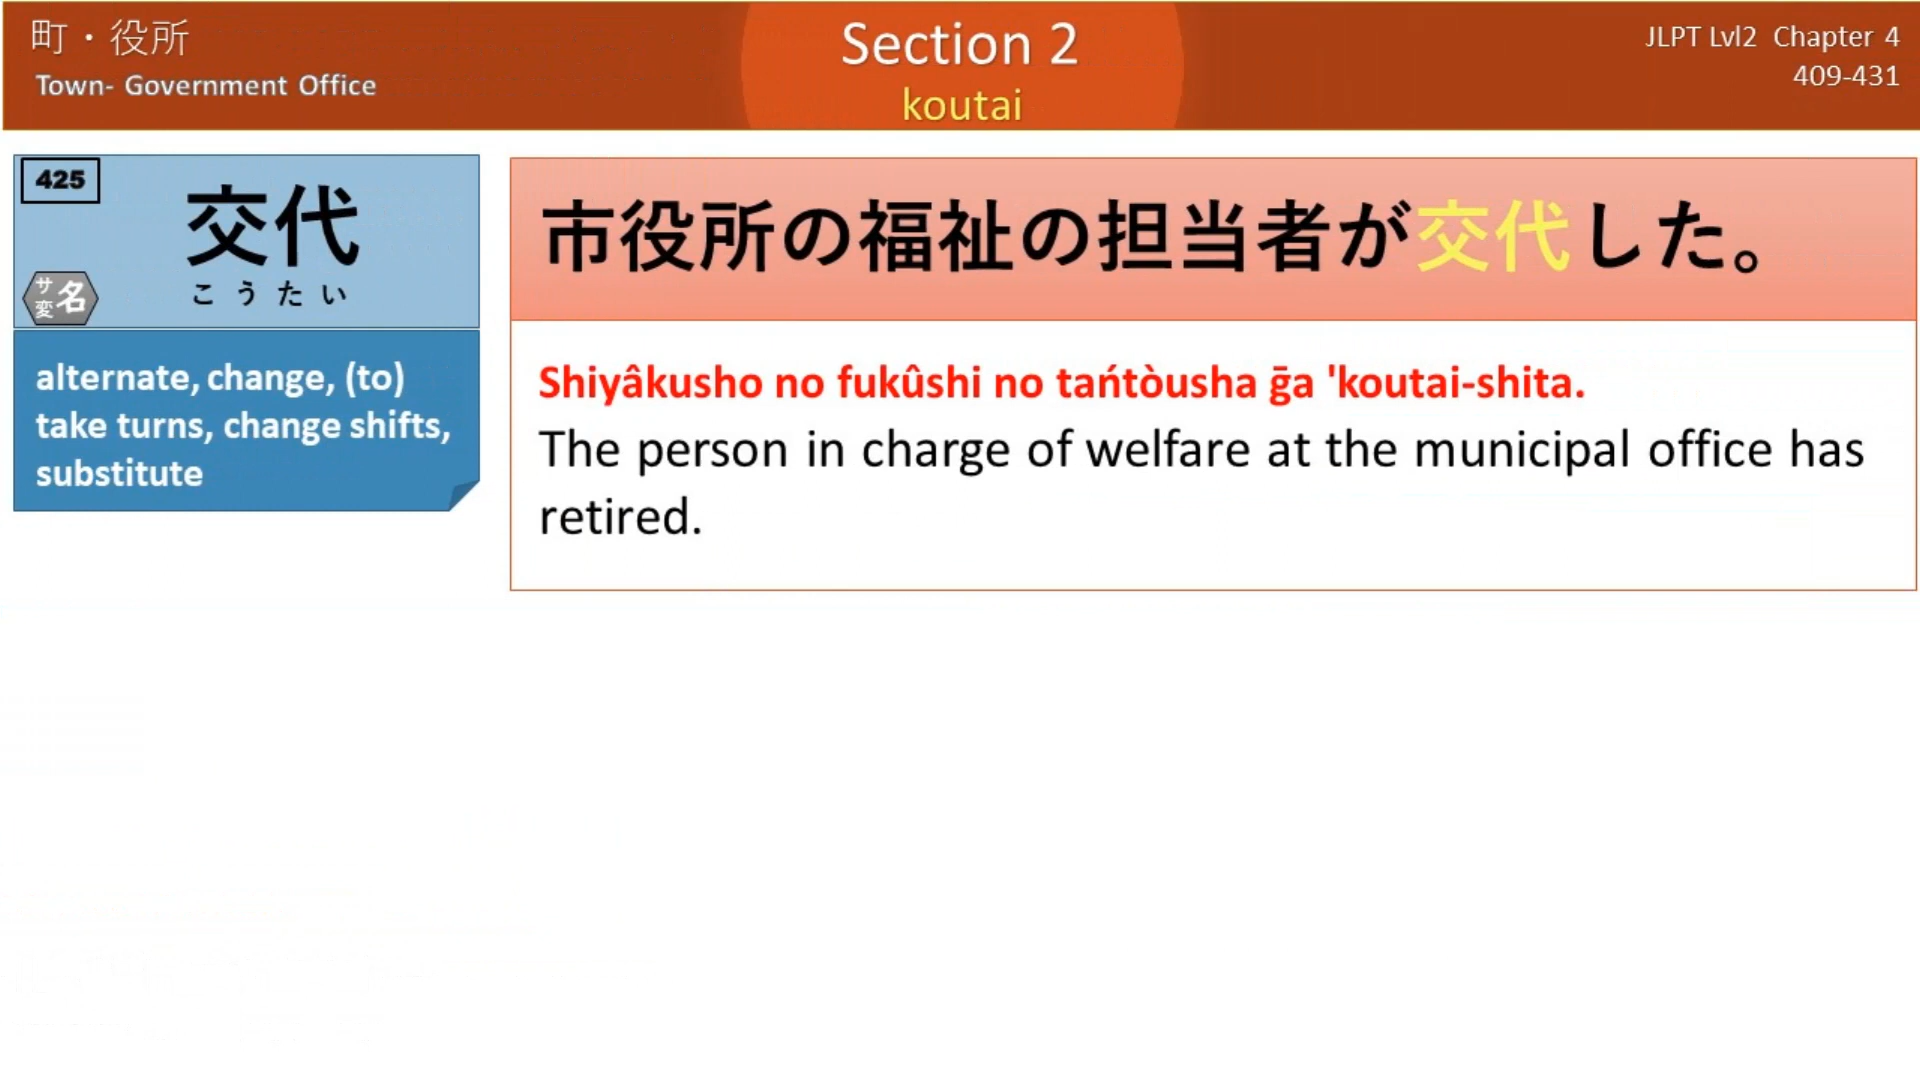 町・役所
Town- Government Office
Section 2
koutai
JLPT Lvl2 Chapter 4
409-431
425
交代
サ変 名
こうたい
alternate, change, (to)
take turns, change shifts,
substitute
市役所の福祉の担当者が交代した。
Shiyâkusho no fukûshi no tańtòusha ḡa 'koutai-shita.
The person in charge of welfare at the municipal office has
retired.